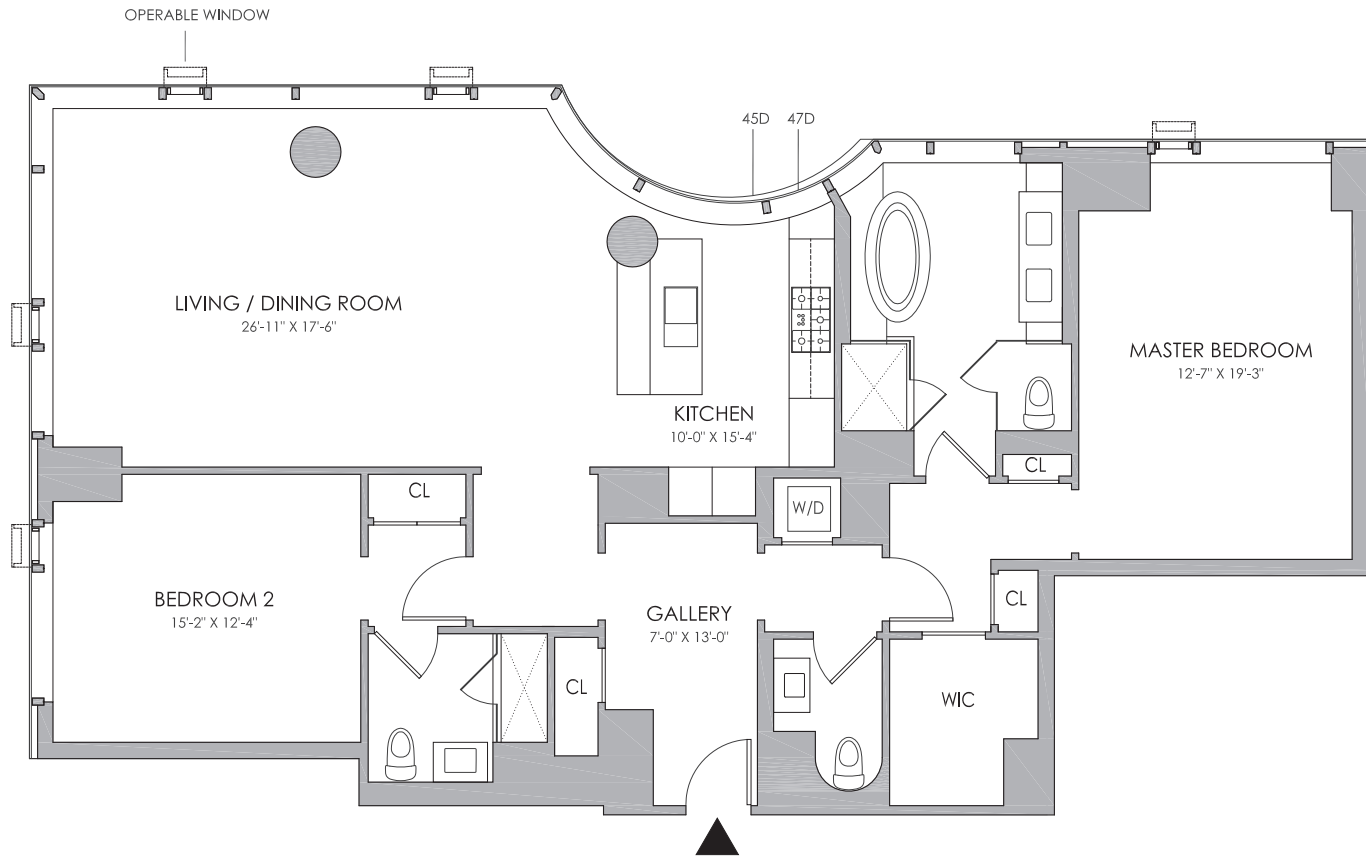 OPERABLE WINDOW
45D 47D
LIVING / DINING ROOM
26'-11" X 17'-6"
MASTER BEDROOM
12'-7" X 19'-3"
KITCHEN
10'-0" X 15'-4"
CL
CL
W/D
BEDROOM 2
15'-2" X 12'-4"
GALLERY
7'-0" X 13'-0"
CL
CL
WIC